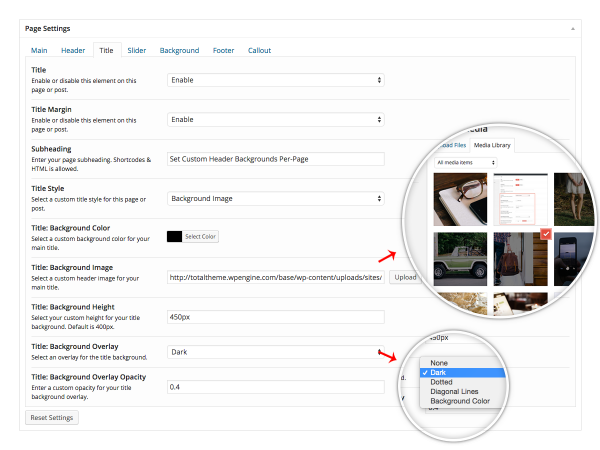 Page Settings
Main Header Title Slider Background Footer Callout
Title
Enable or disable this element on this
page or post.
Enable
Title Margin
Enable or disable this element on this
page or post.
Enable
Subheading
Enter your page subheading. Shortcodes &
HTML is allowed.
Set Custom Header Backgrounds Per-Page
Title Style
Select a custom title style for this page or
post.
Background Image
Title: Background Color
Select a custom background color for your
main title.
Select Color
Title: Background Image
Select a custom header image for your
main title.
http://totaltheme.wpengine.com/base/wp-content/uploads/sites/
Upload
Title: Background Height
Select your custom height for your title
background. Default is 400px.
450px
Title: Background Overlay
Select an overlay for the title background.
Dark
Title: Background Overlay Opacity
Enter a custom opacity for your title
background overlay.
0.4
Reset Settings
Media Library
All media items
450px
None
✓ Dark
Dotted
Diagonal Lines
Background Color